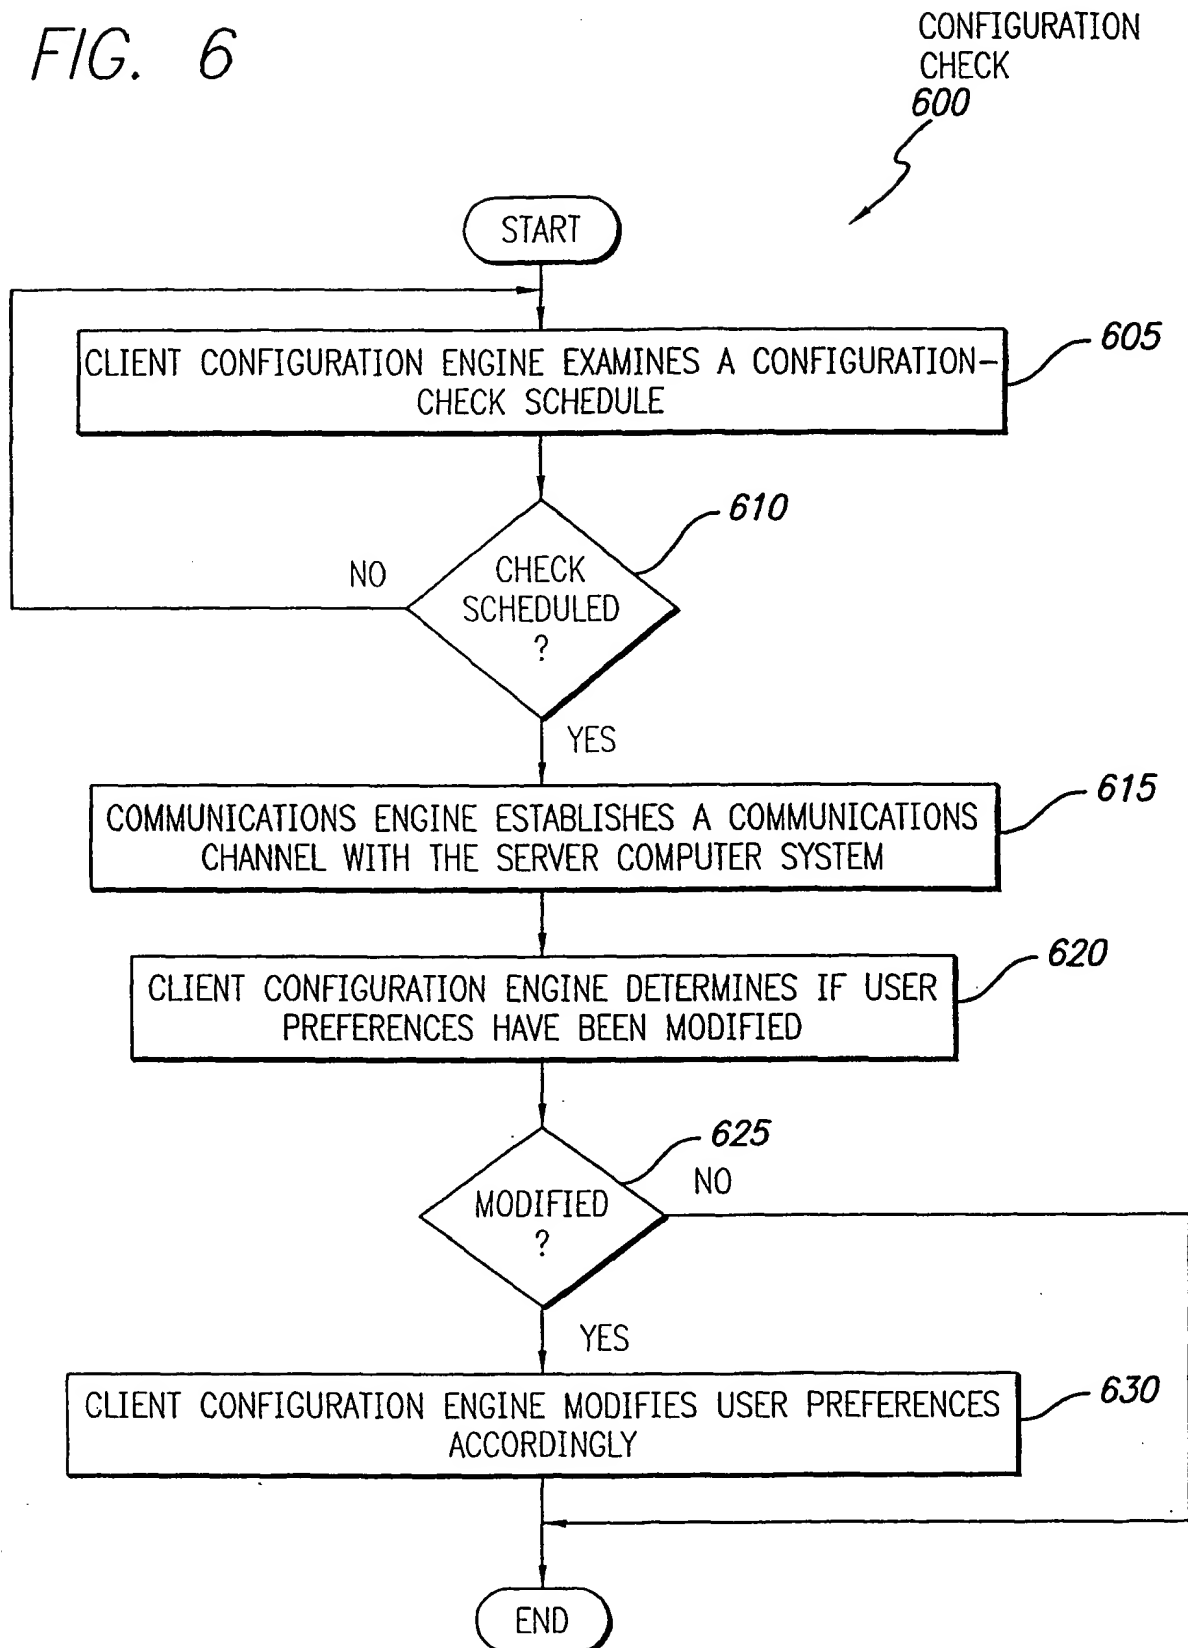 FIG. 6
CONFIGURATION
CHECK
600
START
CLIENT CONFIGURATION ENGINE EXAMINES A CONFIGURATION-
CHECK SCHEDULE
605
610
CHECK
SCHEDULED
?
NO
YES
COMMUNICATIONS ENGINE ESTABLISHES A COMMUNICATIONS
CHANNEL WITH THE SERVER COMPUTER SYSTEM
615
CLIENT CONFIGURATION ENGINE DETERMINES IF USER
PREFERENCES HAVE BEEN MODIFIED
620
625
MODIFIED
?
NO
YES
CLIENT CONFIGURATION ENGINE MODIFIES USER PREFERENCES
ACCORDINGLY
630
END